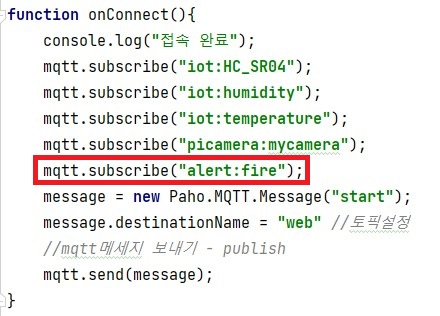 function onConnect(){
console.log("접속 완료");
mqtt.subscribe("iot:HC_SR04");
mqtt.subscribe("iot:humidity");
mqtt.subscribe("iot:temperature");
mqtt.subscribe("picamera:mycamera");
mqtt.subscribe("alert:fire");
message = new Paho.MQTT.Message("start");
message.destinationName = "web" //토픽설정
//mqtt메세지 보내기 - publish
mqtt.send(message);
}